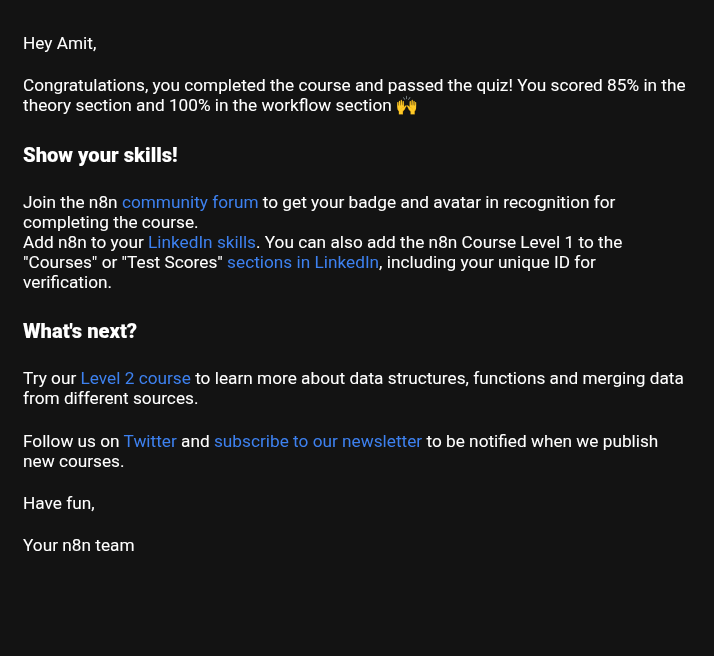 Hey Amit,
Congratulations, you completed the course and passed the quiz! You scored 85% in the
theory section and 100% in the workflow section 🙌
Show your skills!
Join the n8n community forum to get your badge and avatar in recognition for
completing the course.
Add n8n to your LinkedIn skills. You can also add the n8n Course Level 1 to the
"Courses" or "Test Scores" sections in LinkedIn, including your unique ID for
verification.
What's next?
Try our Level 2 course to learn more about data structures, functions and merging data
from different sources.
Follow us on Twitter and subscribe to our newsletter to be notified when we publish
new courses.
Have fun,
Your n8n team